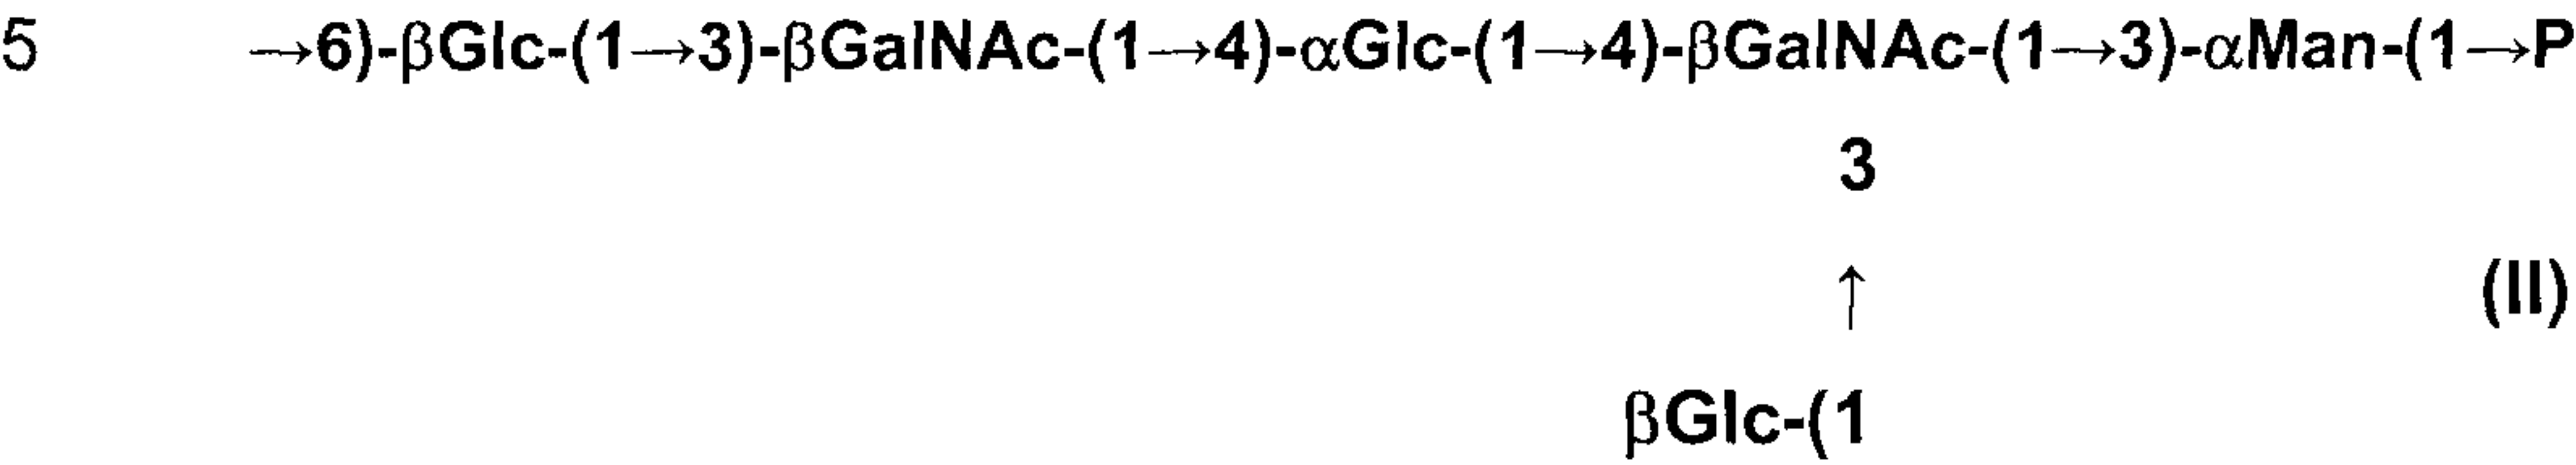 5 →6)-βGlc-(1→3)-βGalNAc-(1→4)-αGlc-(1→4)-βGalNAc-(1→3)-αMan-(1→P
3
↑ (II)
βGlc-(1